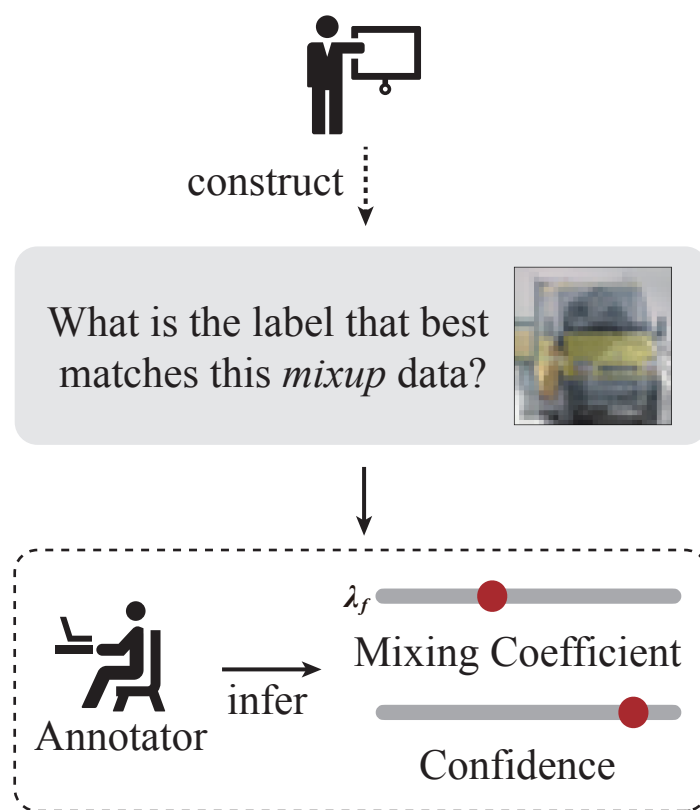 construct
What is the label that best
matches this mixup data?
λf
Mixing Coefficient
infer
Annotator
Confidence